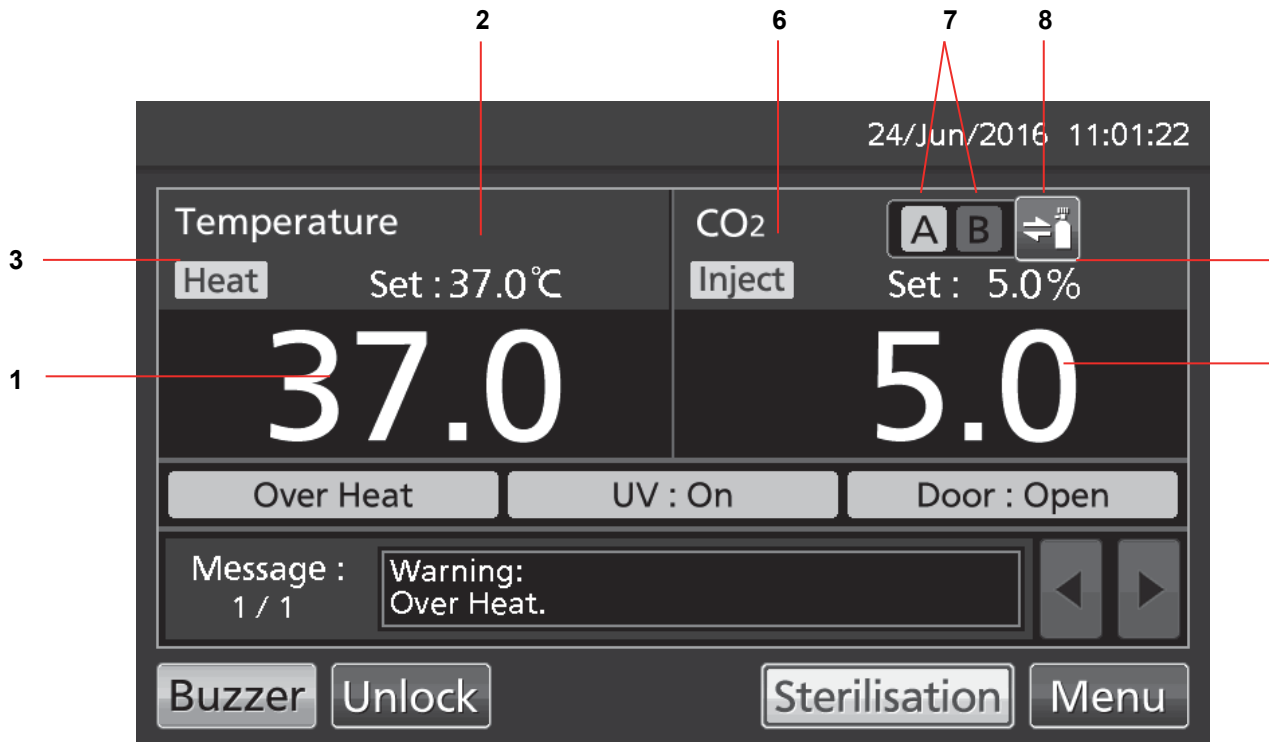 2 6 7 8
24/Jun/2016 11:01:22
Temperature
CO2 A B
3
Heat Set : 37.0℃
Inject Set : 5.0%
1
37.0
5.0
Over Heat UV : On Door : Open
Message :
1 / 1
Warning:
Over Heat.
Buzzer Unlock Sterilisation Menu